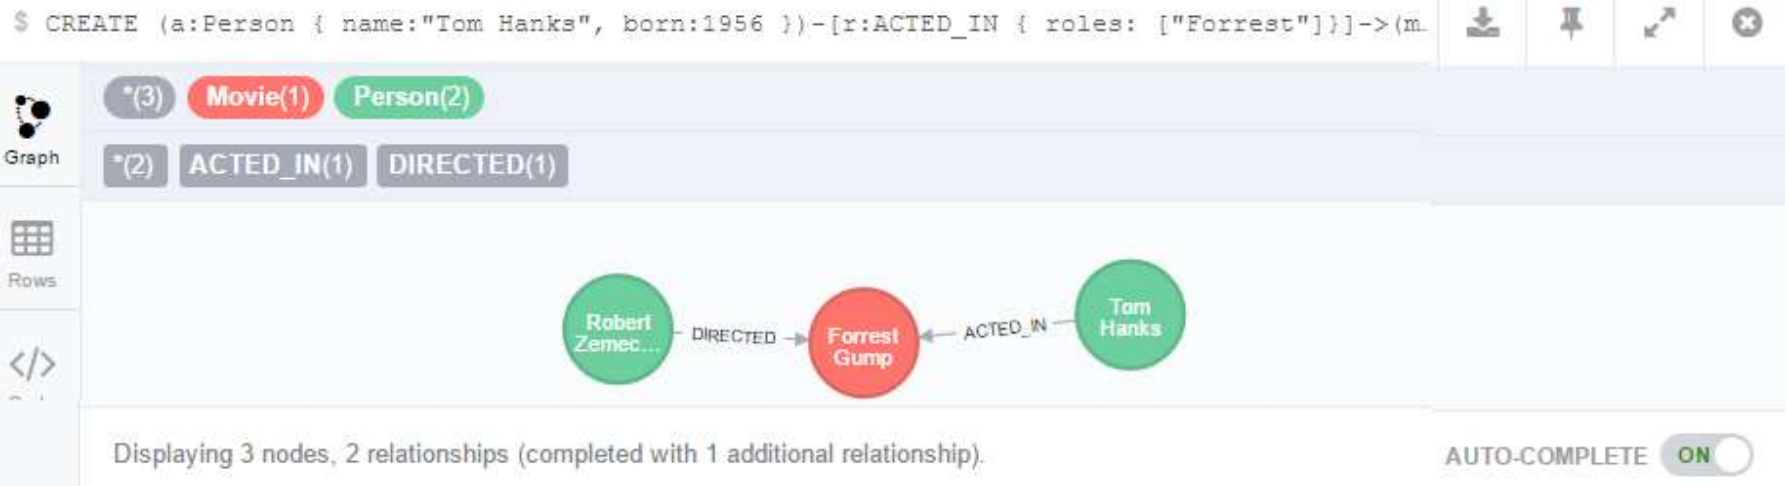 $ CREATE (a:Person { name:"Tom Hanks", born:1956 })-[r:ACTED_IN { roles: ["Forrest"]}]->(m…
*(3) Movie(1) Person(2)
*(2) ACTED_IN(1) DIRECTED(1)
Graph
Rows
Robert
Zemec...
DIRECTED
Forrest
Gump
ACTED_IN
Tom
Hanks
Displaying 3 nodes, 2 relationships (completed with 1 additional relationship).
AUTO-COMPLETE ON